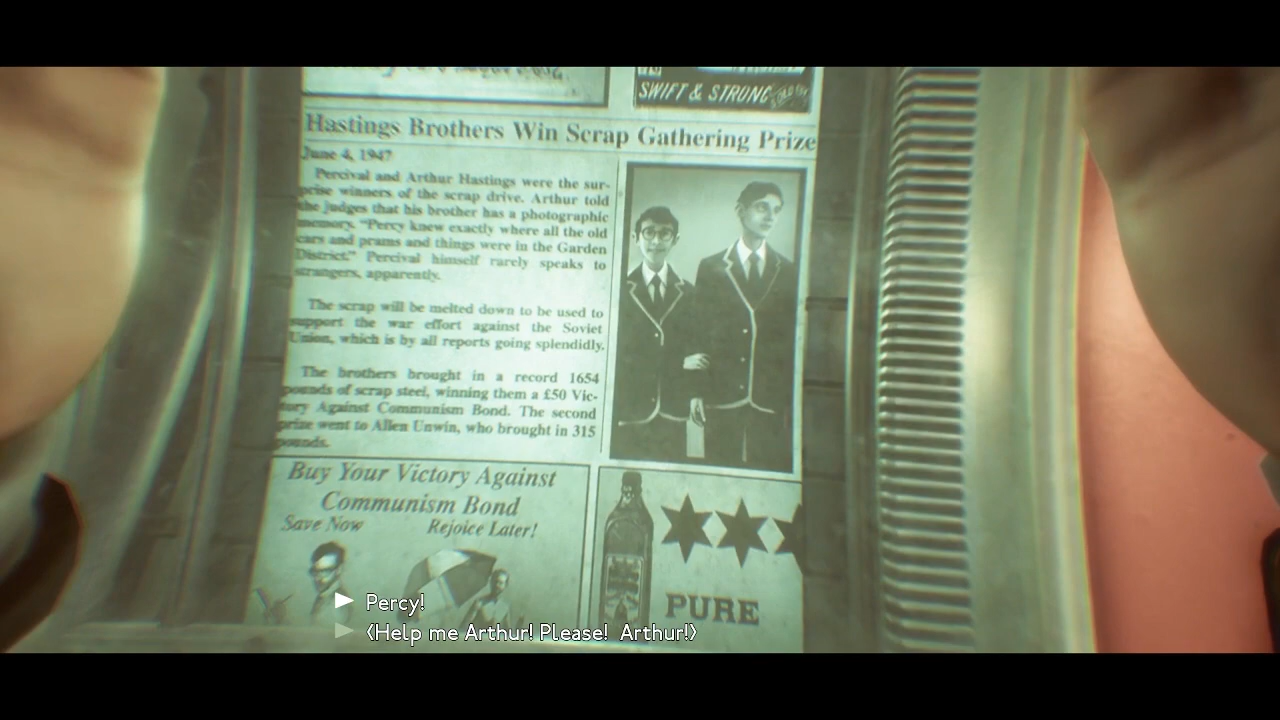 SWIFT & STRONG
Hastings Brothers Win Scrap Gathering Prize
June 4, 1947
Percival and Arthur Hastings were the sur-
prise winners of the scrap drive. Arthur told
the judges that his brother has a photographic
memory. "Percy knew exactly where all the old
cars and prams and things were in the Garden
District." Percival himself rarely speaks to
strangers, apparently.
The scrap will be melted down to be used to
support the war effort against the Soviet
Union, which is by all reports going splendidly.
The brothers brought in a record 1654
pounds of scrap steel, winning them a £50 Vic-
tory Against Communism Bond. The second
prize went to Allen Unwin, who brought in 315
pounds.
Buy Your Victory Against
Communism Bond
Save Now Rejoice Later!
PURE
Percy!
(Help me Arthur! Please! Arthur!)